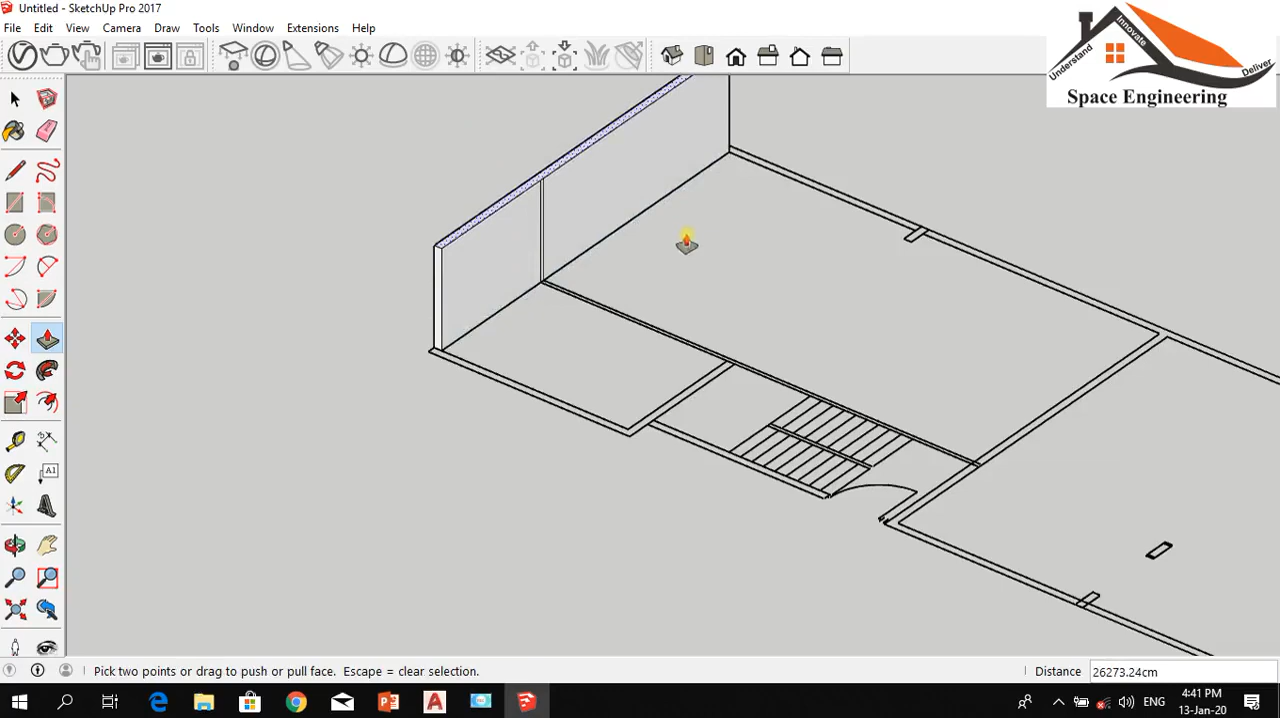 Untitled - SketchUp Pro 2017
File Edit View Camera Draw Tools Window Extensions Help
Understand
Innovate
Deliver
Space Engineering
A1
Pick two points or drag to push or pull face. Escape = clear selection.
Distance
26273.24cm
ENG
4:41 PM
13-Jan-20